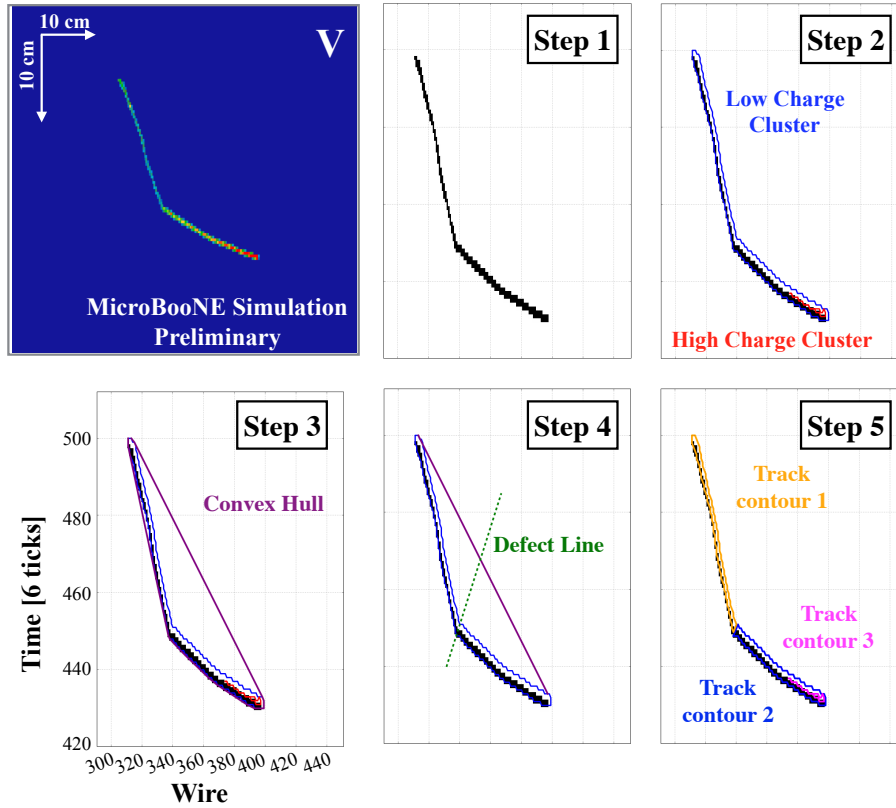 10 cm
10 cm
V
MicroBooNE Simulation
Preliminary
Step 1
Step 2
Low Charge
Cluster
High Charge Cluster
Step 3
Convex Hull
Time [6 ticks]
500
480
460
440
420
300 320 340 360 380 400 420 440
Wire
Step 4
Defect Line
Step 5
Track
contour 1
Track
contour 3
Track
contour 2